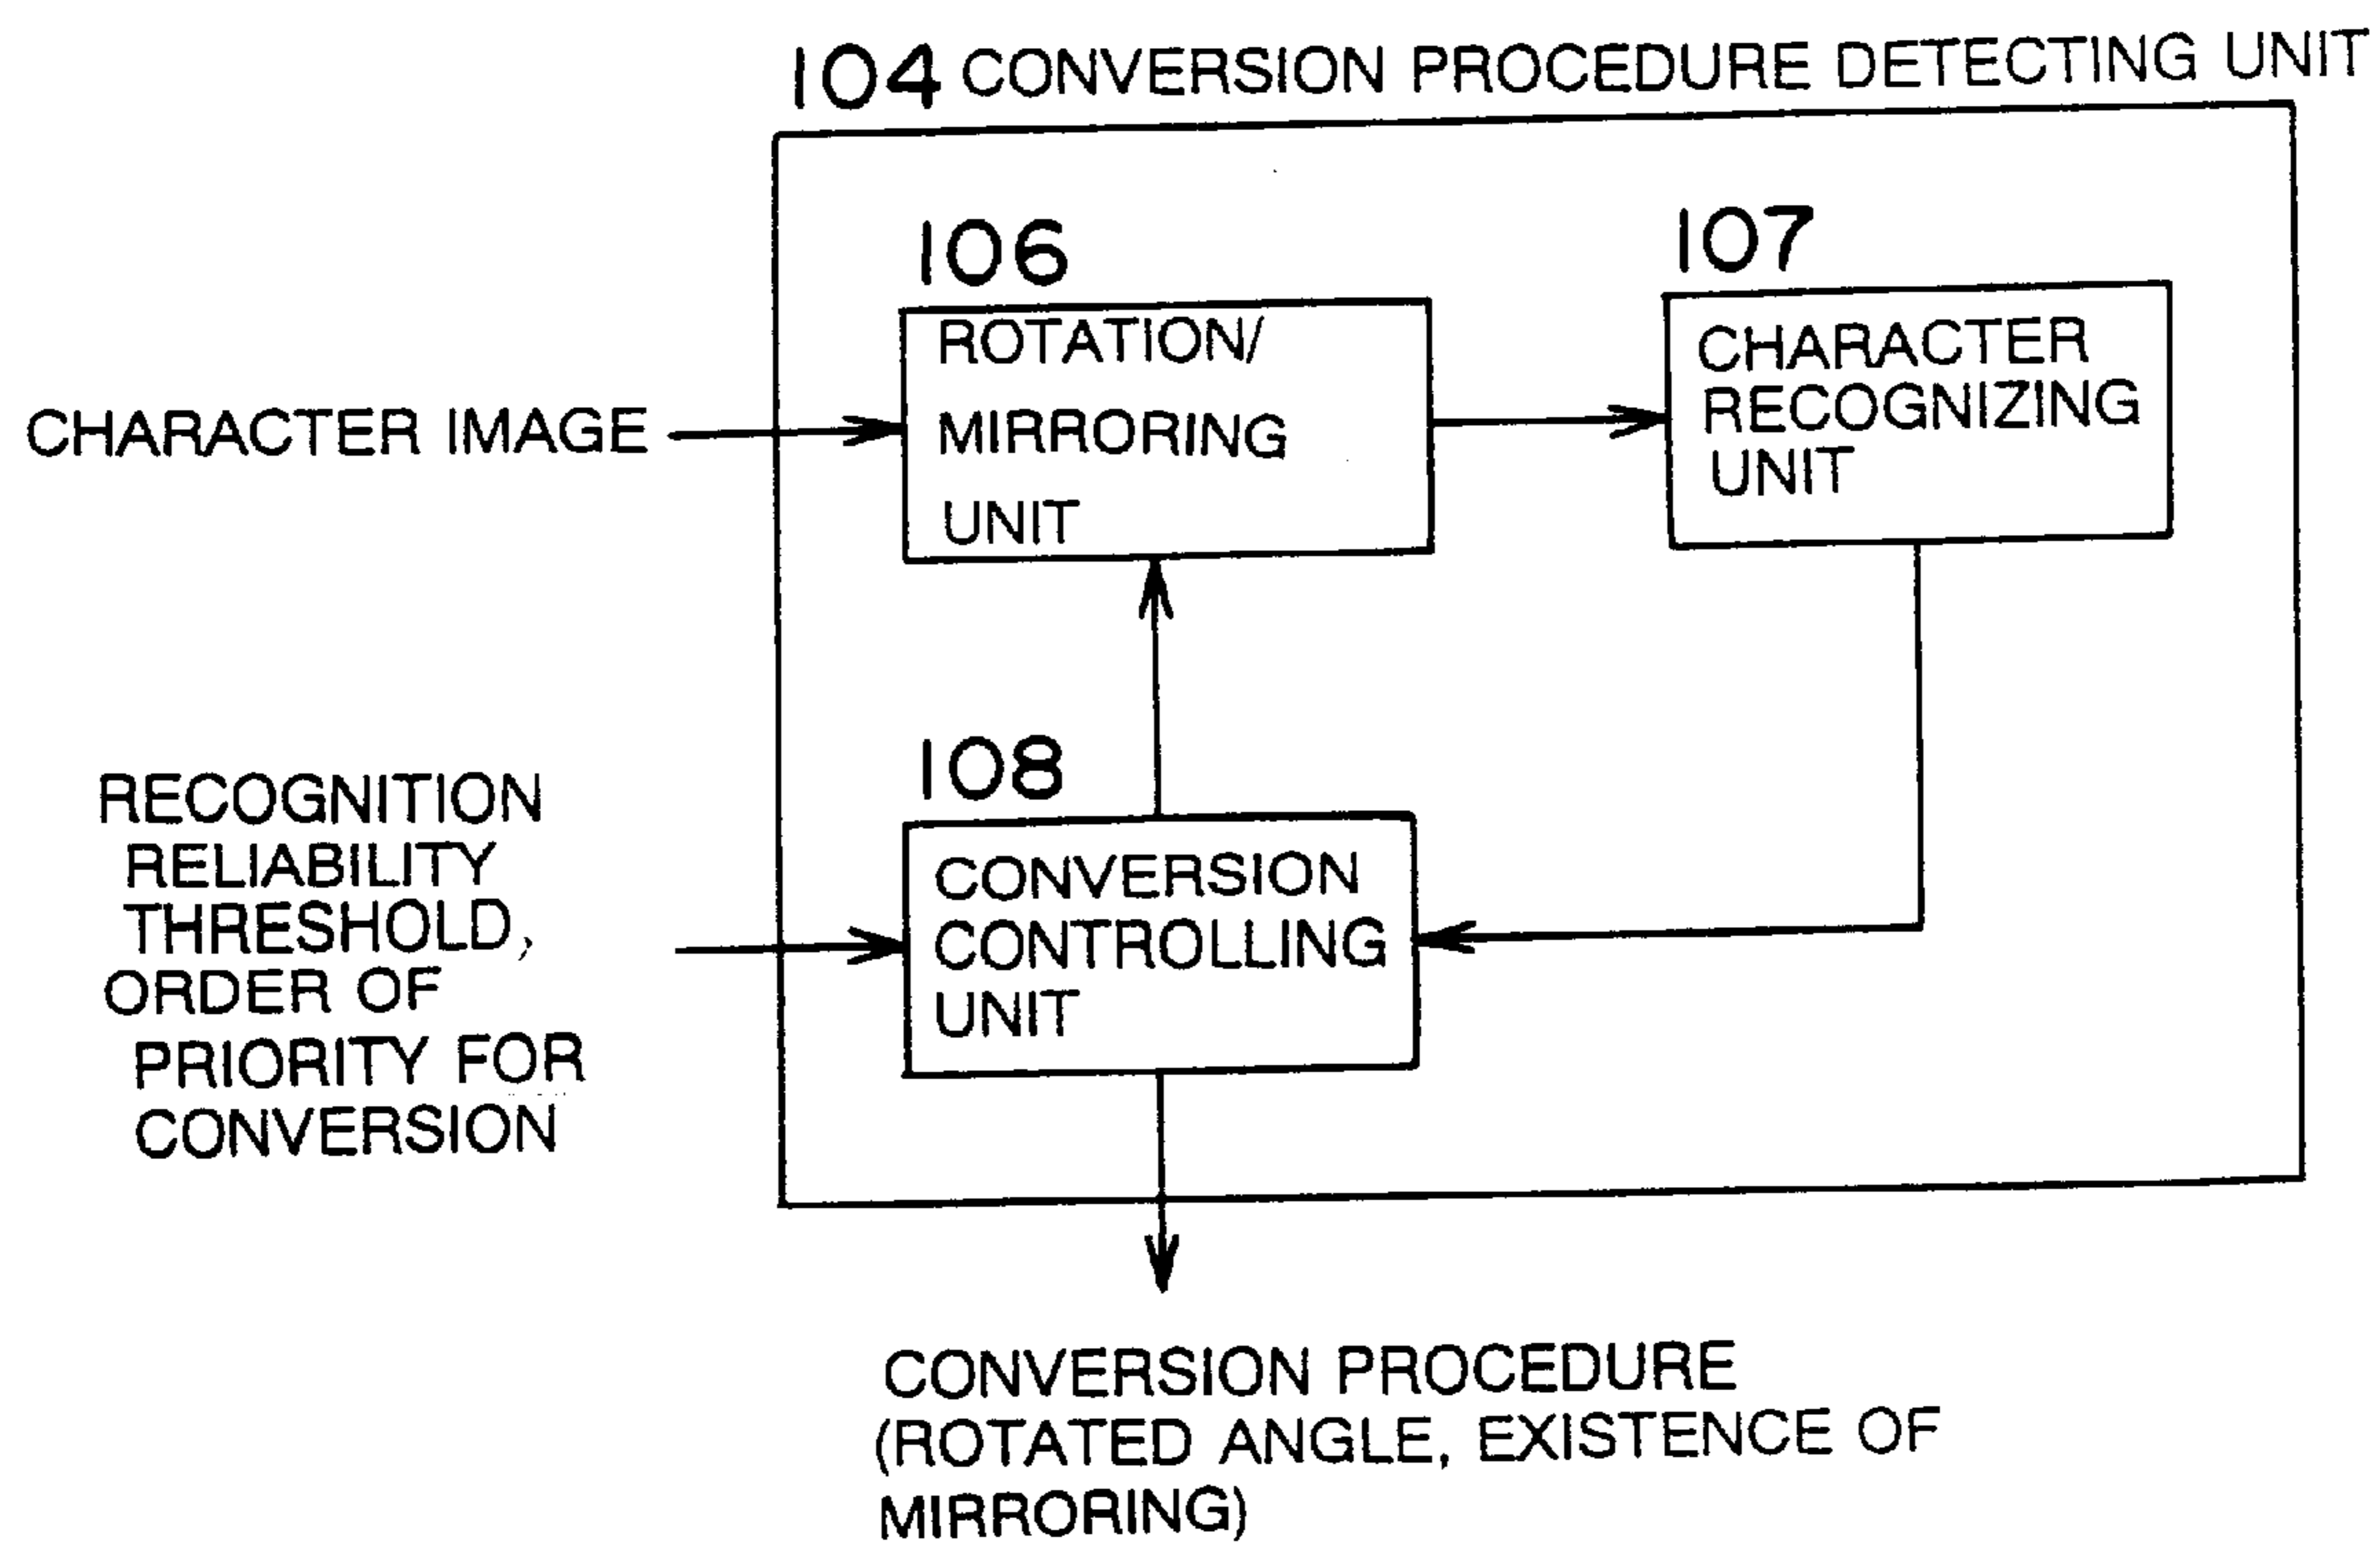 104 CONVERSION PROCEDURE DETECTING UNIT
106
ROTATION/
MIRRORING
UNIT
107
CHARACTER
RECOGNIZING
UNIT
CHARACTER IMAGE
108
CONVERSION
CONTROLLING
UNIT
RECOGNITION
RELIABILITY
THRESHOLD,
ORDER OF
PRIORITY FOR
CONVERSION
CONVERSION PROCEDURE
(ROTATED ANGLE, EXISTENCE OF
MIRRORING)